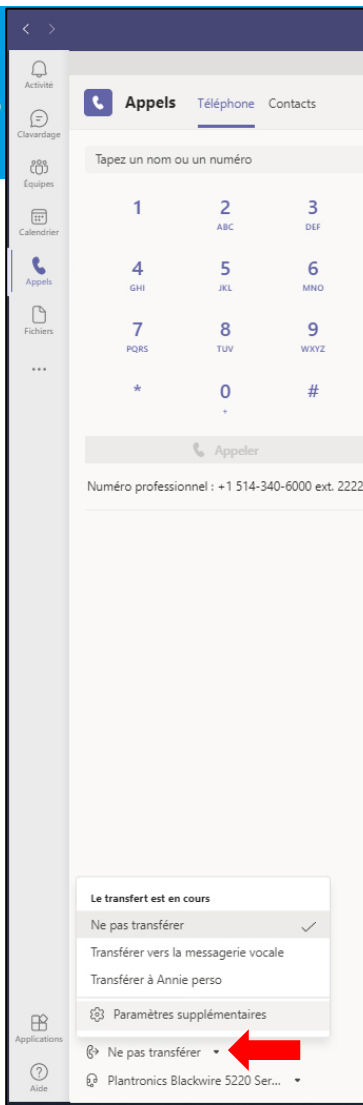 Activité
Clavardage
Équipes
Calendrier
Appels
Fichiers
Appels Téléphone Contacts
Tapez un nom ou un numéro
1 2 3
ABC DEF
4 5 6
GHI JKL MNO
7 8 9
PQRS TUV WXYZ
* 0 #
+
Appeler
Numéro professionnel : +1 514-340-6000 ext. 2222
Le transfert est en cours
Ne pas transférer
Transférer vers la messagerie vocale
Transférer à Annie perso
Paramètres supplémentaires
Ne pas transférer
Plantronics Blackwire 5220 Ser...
Applications
Aide